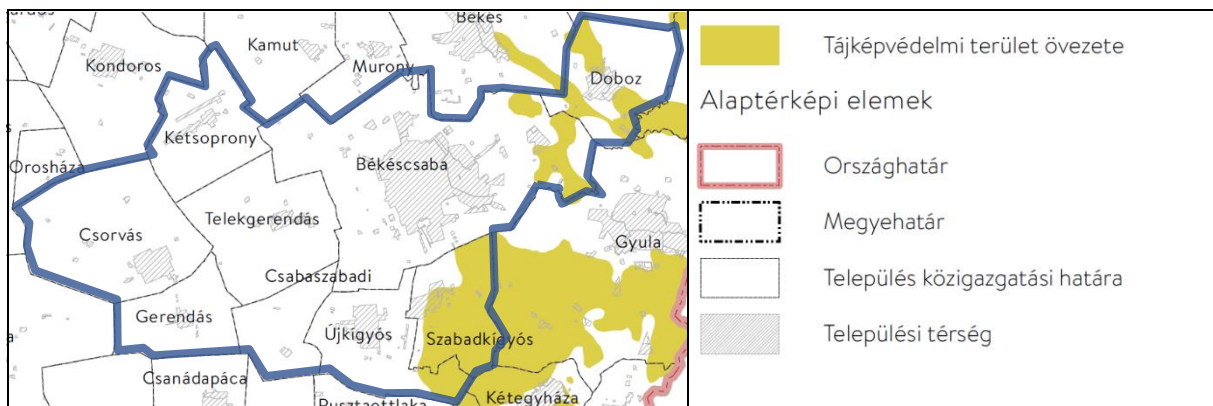 Békés
Kamut
Kondoros
Murony
Doboz
Kétsoprony
Orosháza
Békéscsaba
Telekgerendás
Csorvás
Gyula
Csabaszabadi
Gerendás
Újkígyós
Szabadkígyós
Csanádapáca
Kétegyháza
Pusztaottlaka
Tájképvédelmi terület övezete
Alaptérképi elemek
Országhatár
Megyehatár
Település közigazgatási határa
Települési térség